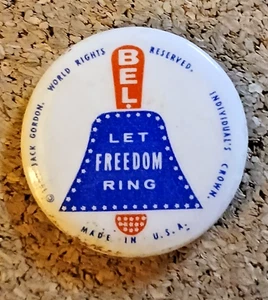 JACK GORDON. WORLD RIGHTS RESERVED. INDIVIDUAL'S CROWN.
BEL!
LET
FREEDOM
RING
MADE IN U.S.A.